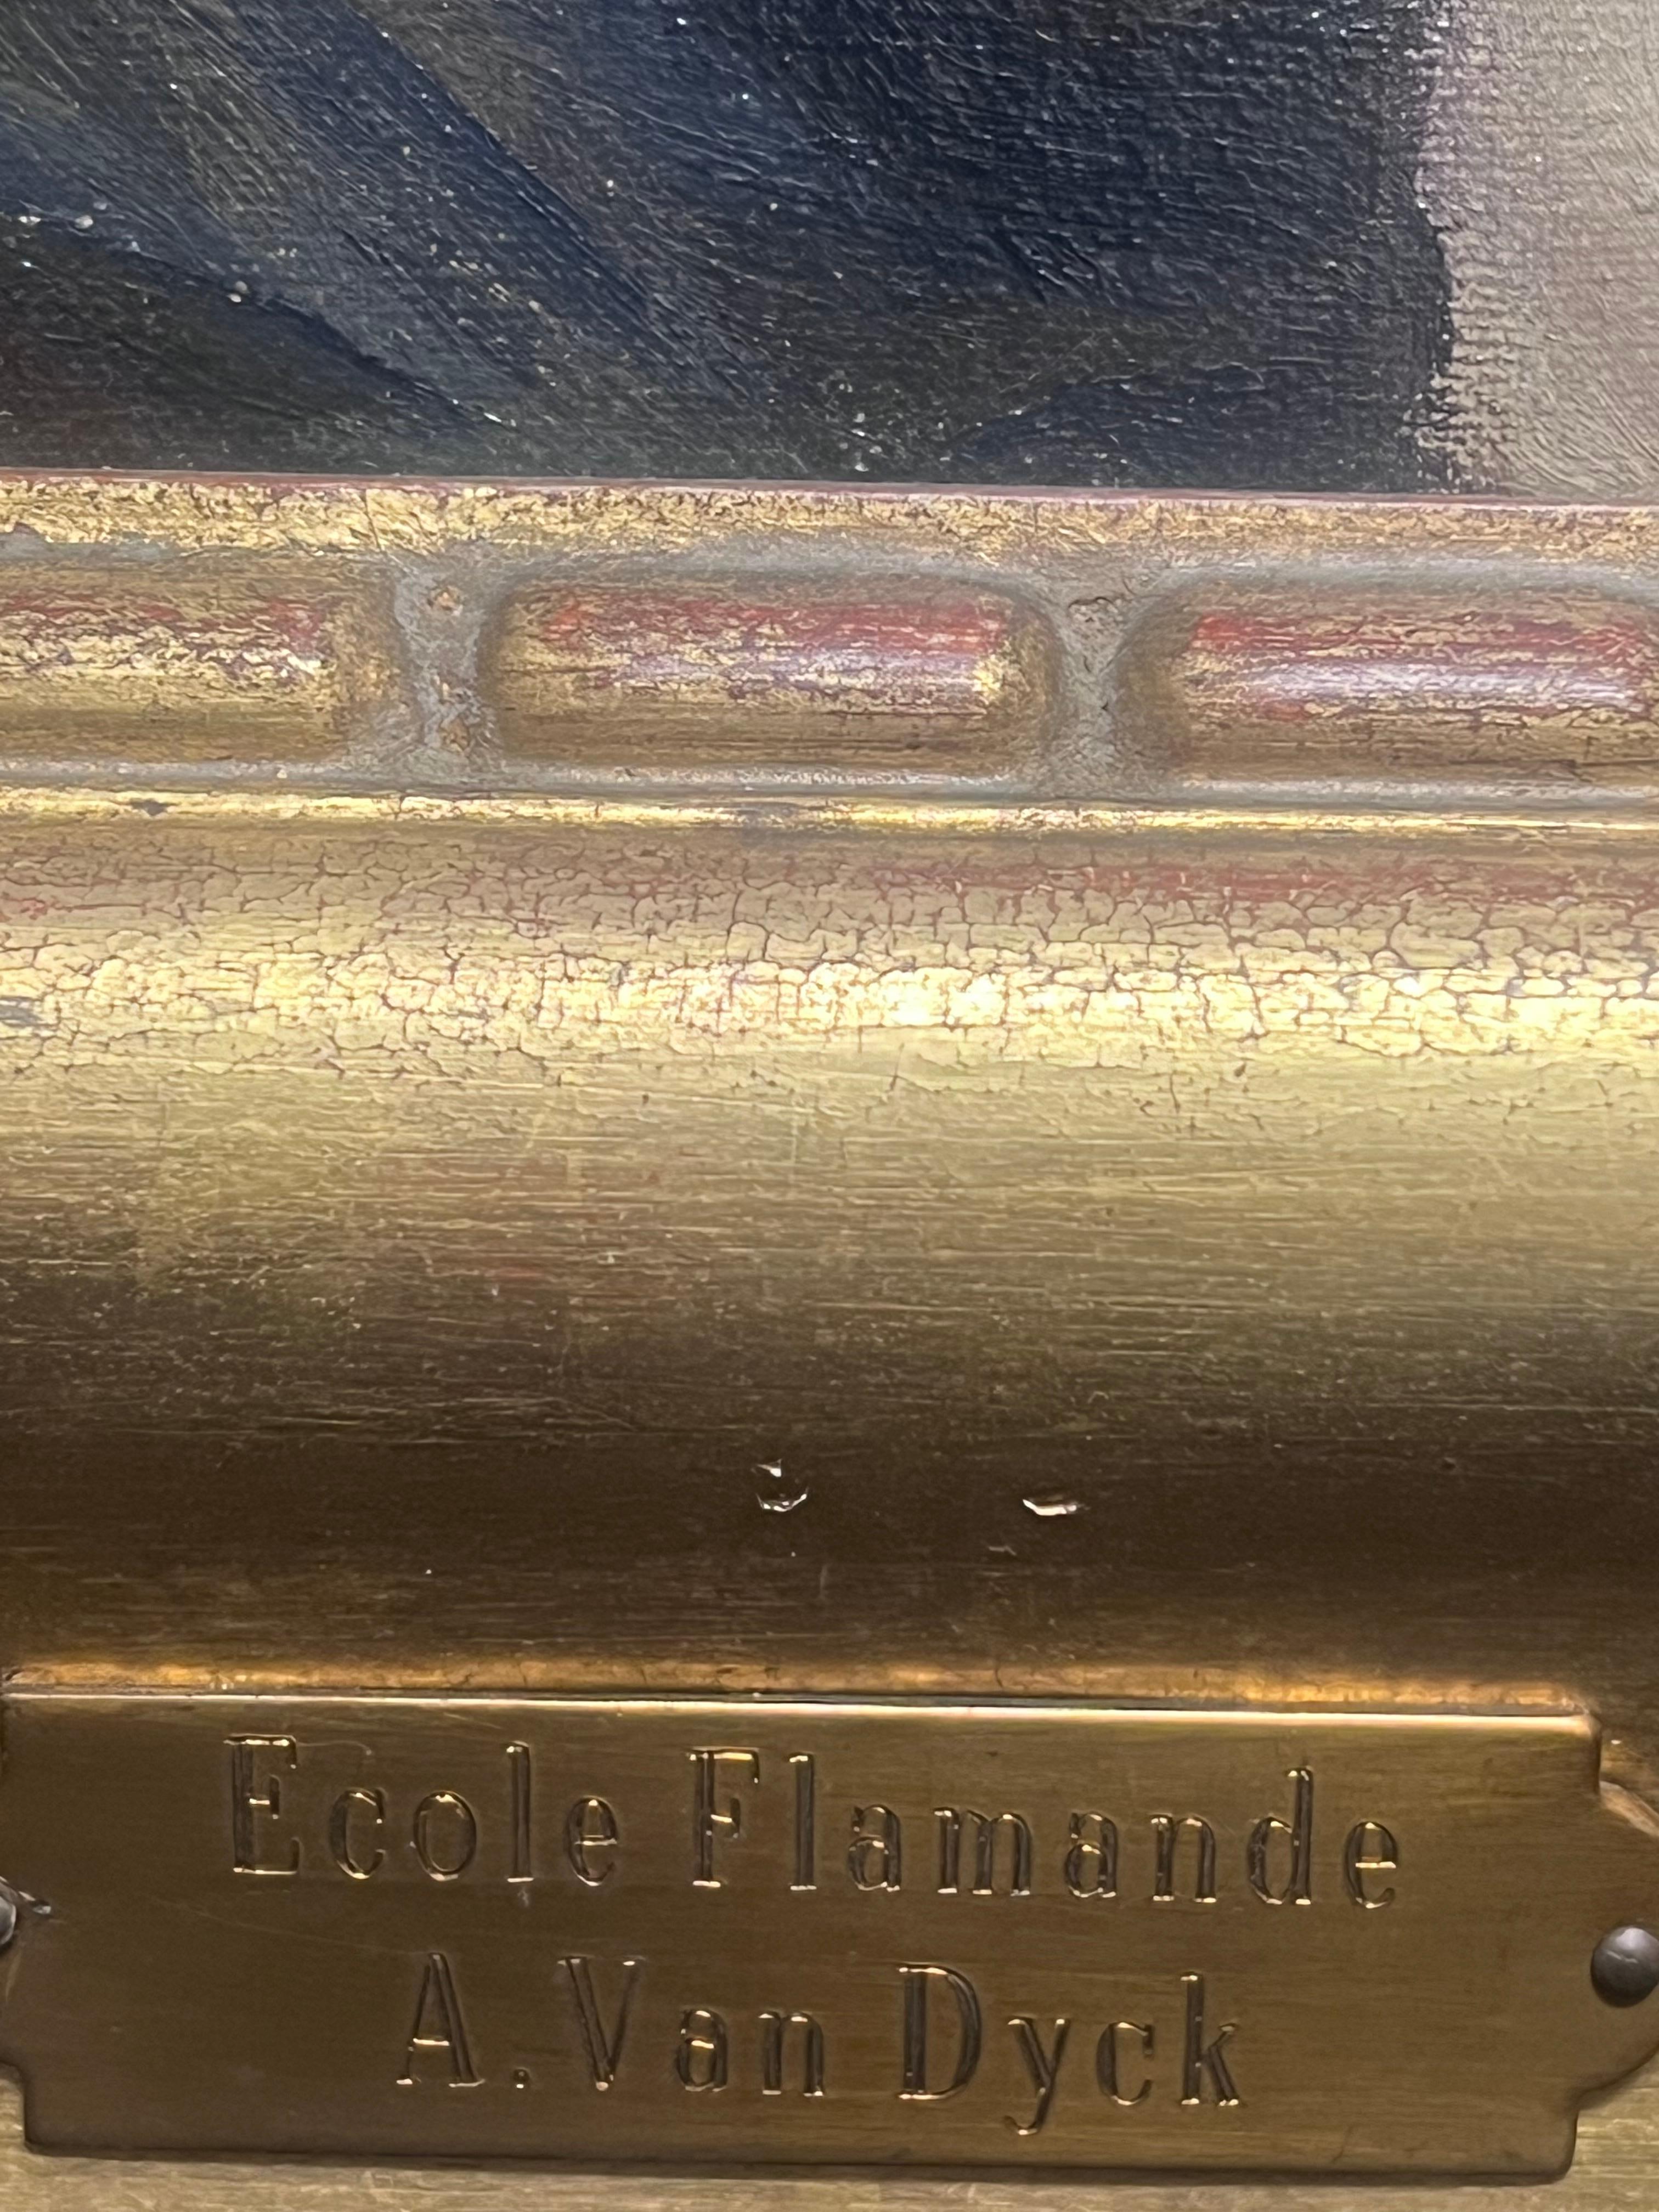 Ecole Flamande
A. Van Dyck